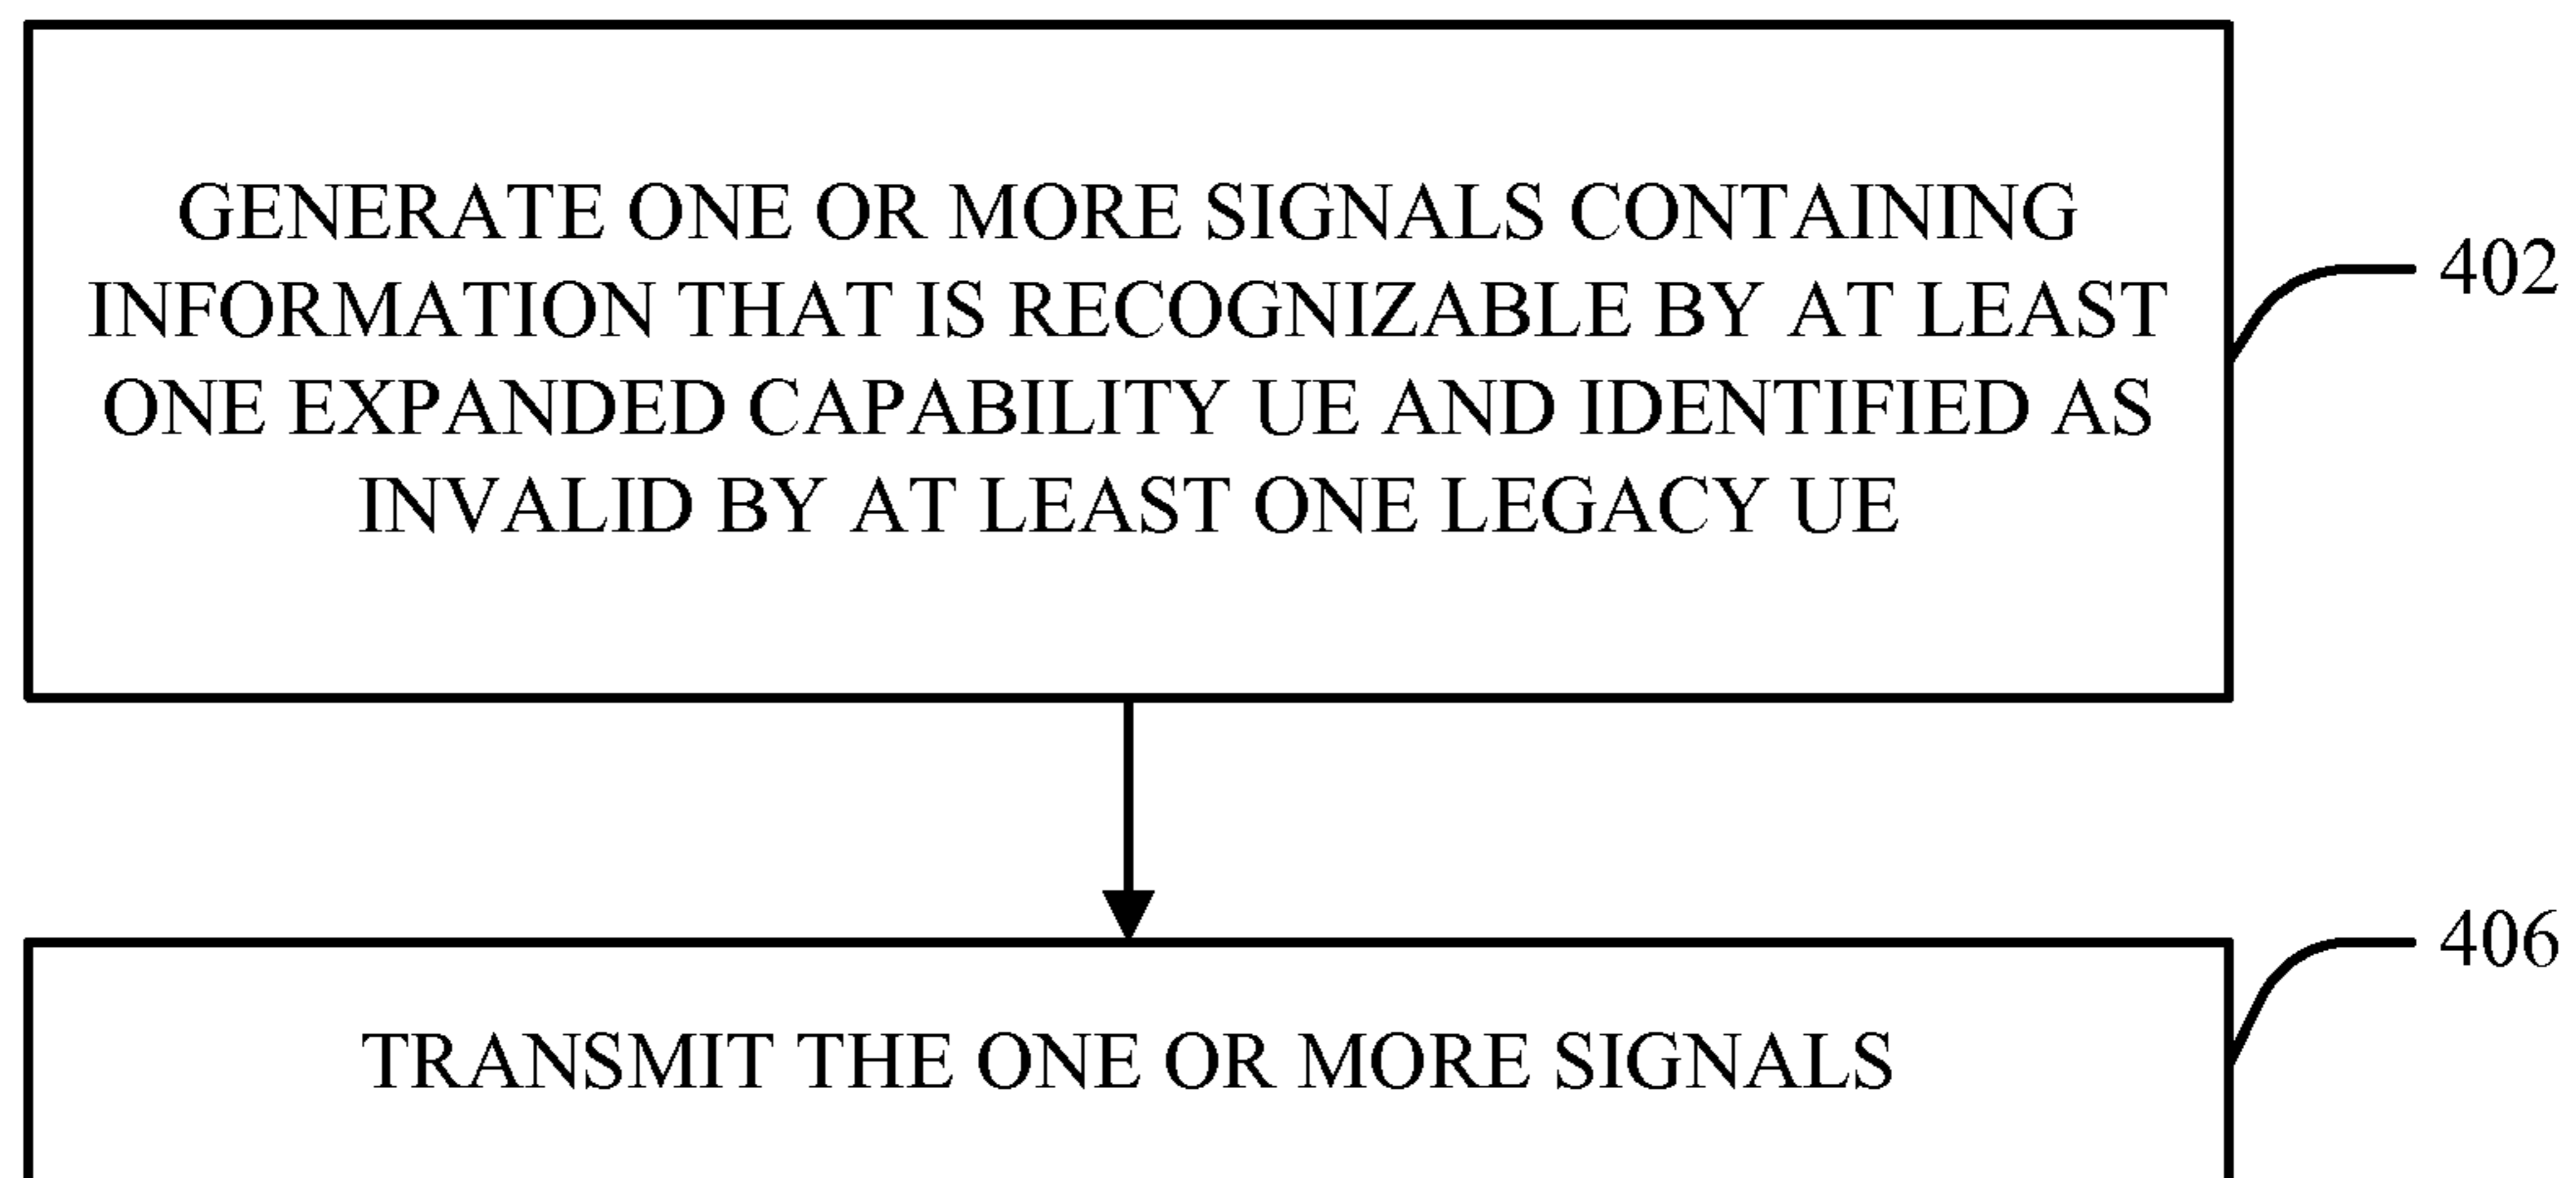 GENERATE ONE OR MORE SIGNALS CONTAINING
INFORMATION THAT IS RECOGNIZABLE BY AT LEAST
ONE EXPANDED CAPABILITY UE AND IDENTIFIED AS
INVALID BY AT LEAST ONE LEGACY UE
402
406
TRANSMIT THE ONE OR MORE SIGNALS